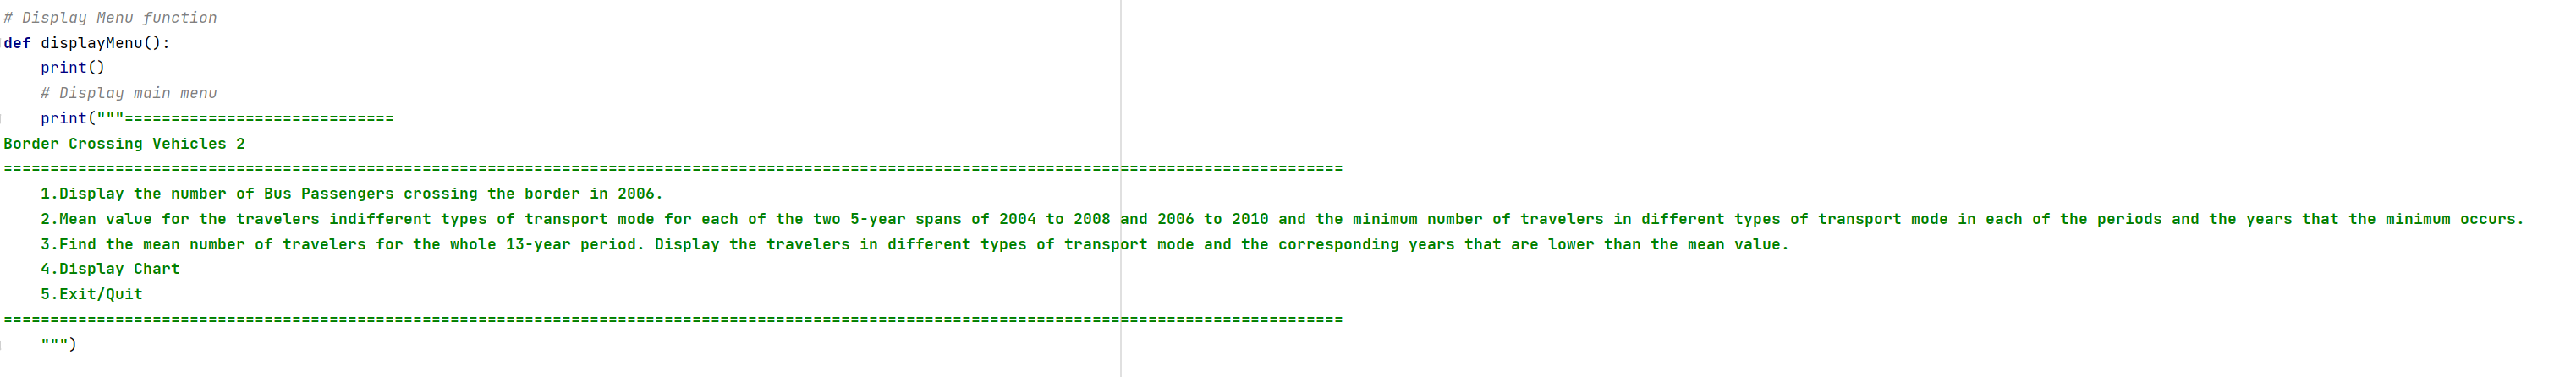 # Display Menu function
def displayMenu():
    print()
    # Display main menu
    print("""=============================
Border Crossing Vehicles 2
================================================================================================================================================
    1.Display the number of Bus Passengers crossing the border in 2006.
    2.Mean value for the travelers indifferent types of transport mode for each of the two 5-year spans of 2004 to 2008 and 2006 to 2010 and the minimum number of travelers in different types of transport mode in each of the periods and the years that the minimum occurs.
    3.Find the mean number of travelers for the whole 13-year period. Display the travelers in different types of transport mode and the corresponding years that are lower than the mean value.
    4.Display Chart
    5.Exit/Quit
================================================================================================================================================
    """)